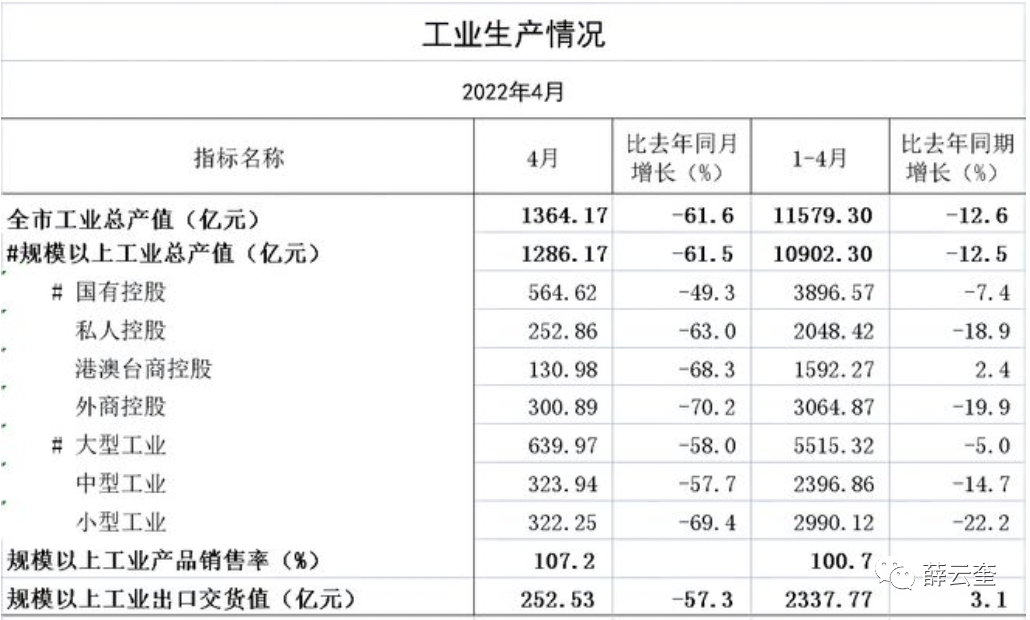 工业生产情况
2022年4月
指标名称 4月 比去年同月增长（%） 1-4月 比去年同期增长（%）
全市工业总产值（亿元） 1364.17 -61.6 11579.30 -12.6
#规模以上工业总产值（亿元） 1286.17 -61.5 10902.30 -12.5
# 国有控股 564.62 -49.3 3896.57 -7.4
私人控股 252.86 -63.0 2048.42 -18.9
港澳台商控股 130.98 -68.3 1592.27 2.4
外商控股 300.89 -70.2 3064.87 -19.9
# 大型工业 639.97 -58.0 5515.32 -5.0
中型工业 323.94 -57.7 2396.86 -14.7
小型工业 322.25 -69.4 2990.12 -22.2
规模以上工业产品销售率（%） 107.2 100.7
薛云奎
规模以上工业出口交货值（亿元） 252.53 -57.3 2337.77 3.1